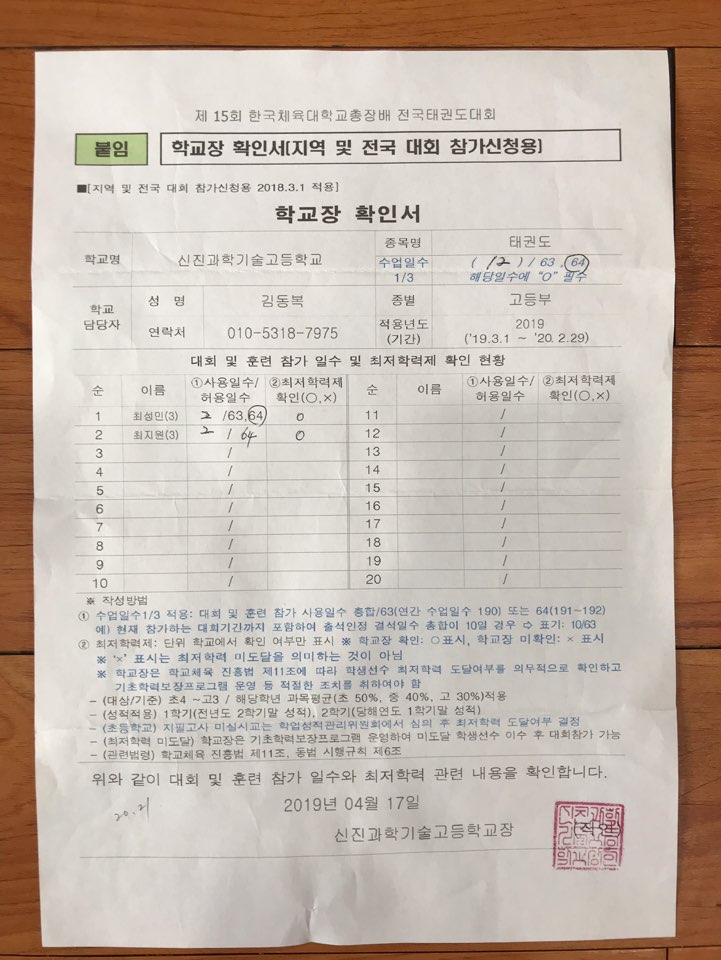 제 15회 한국체육대학교총장배 전국태권도대회
붙임 학교장 확인서[지역 및 전국 대회 참가신청용]
■[지역 및 전국 대회 참가신청용 2018.3.1 적용]
학교장 확인서
학교명 신진과학기술고등학교 종목명 태권도
수업일수 1/3 ( 12 ) / 63, 64
해당일수에 "O" 필수
학교 담당자 성 명 김동복 종별 고등부
연락처 010-5318-7975 적용년도 (기간) 2019 ('19.3.1 ~ '20.2.29)
대회 및 훈련 참가 일수 및 최저학력제 확인 현황
순 이름 ①사용일수/허용일수 ②최저학력제 확인(○,×) 순 이름 ①사용일수/허용일수 ②최저학력제 확인(○,×)
1 최성민(3) 2 /63,64 O 11 /
2 최지원(3) 2 / 64 O 12 /
3 / 13 /
4 / 14 /
5 / 15 /
6 / 16 /
7 / 17 /
8 / 18 /
9 / 19 /
10 / 20 /
※ 작성방법
① 수업일수1/3 적용: 대회 및 훈련 참가 사용일수 총합/63(연간 수업일수 190) 또는 64(191~192)
예) 현재 참가하는 대회기간까지 포함하여 출석인정 결석일수 총합이 10일 경우 ⇨ 표기: 10/63
② 최저학력제: 단위 학교에서 확인 여부만 표시 ※ 학교장 확인: ○표시, 학교장 미확인: × 표시
※ '×' 표시는 최저학력 미도달을 의미하는 것이 아님
※ 학교장은 학교체육 진흥법 제11조에 따라 학생선수 최저학력 도달여부를 의무적으로 확인하고
기초학력보장프로그램 운영 등 적절한 조치를 취하여야 함
- (대상/기준) 초4 ~고3 / 해당학년 과목평균(초 50%, 중 40%, 고 30%)적용
- (성적적용) 1학기(전년도 2학기말 성적), 2학기(당해연도 1학기말 성적)
- (초등학교) 지필고사 미실시교는 학업성적관리위원회에서 심의 후 최저학력 도달여부 결정
- (최저학력 미도달) 학교장은 기초학력보장프로그램 운영하여 미도달 학생선수 이수 후 대회참가 가능
- (관련법령) 학교체육 진흥법 제11조, 동법 시행규칙 제6조
위와 같이 대회 및 훈련 참가 일수와 최저학력 관련 내용을 확인합니다.
20.21
2019년 04월 17일
신진과학기술고등학교장